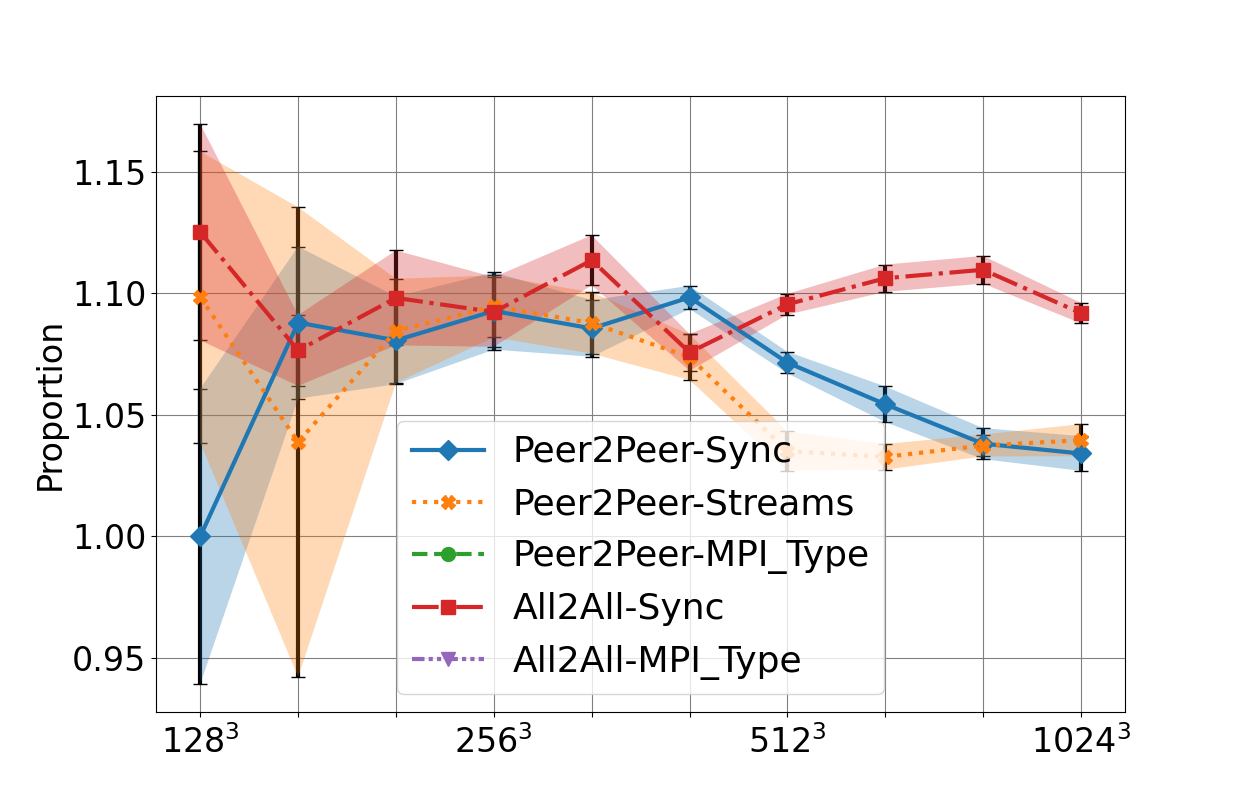 Proportion
1.15
1.10
1.05
1.00
0.95
Peer2Peer-Sync
Peer2Peer-Streams
Peer2Peer-MPI_Type
All2All-Sync
All2All-MPI_Type
128³ 256³ 512³ 1024³